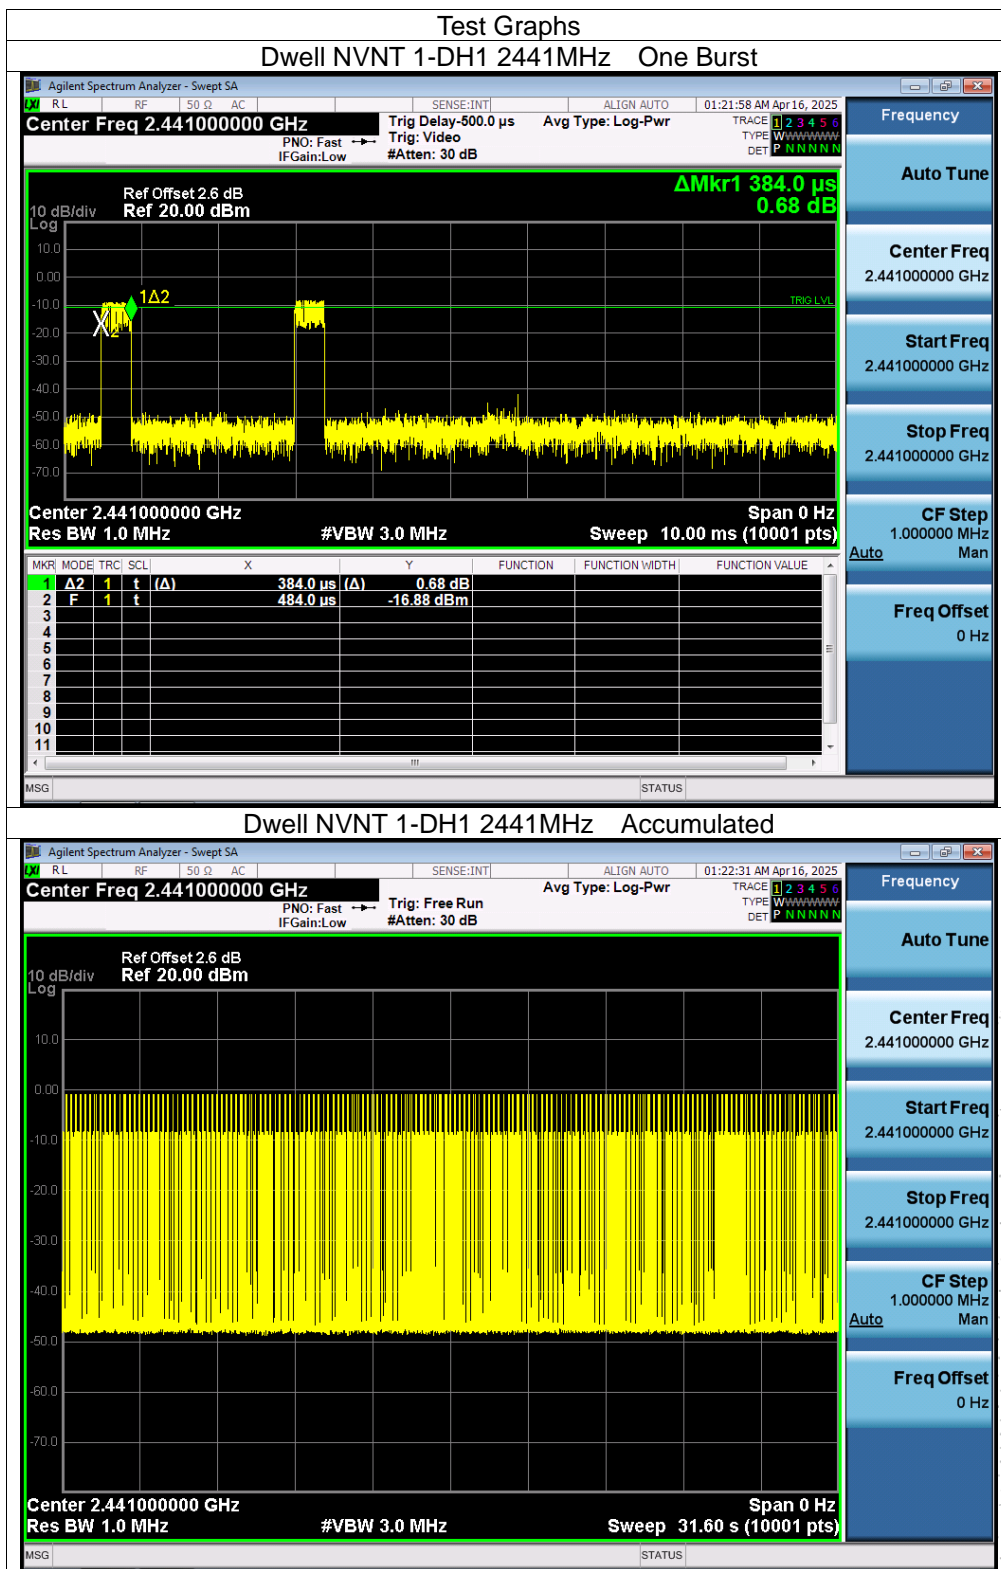 Test Graphs
Dwell NVNT 1-DH1 2441MHz One Burst
Agilent Spectrum Analyzer - Swept SA
LXI RL RF 50 Ω AC SENSE:INT ALIGN AUTO 01:21:58 AM Apr 16, 2025
Center Freq 2.441000000 GHz
PNO: Fast
IFGain:Low
Trig Delay-500.0 µs
Trig: Video
#Atten: 30 dB
Avg Type: Log-Pwr
TRACE 1 2 3 4 5 6
TYPE WWWWWWW
DET P N N N N N
Frequency
Auto Tune
Center Freq
2.441000000 GHz
Start Freq
2.441000000 GHz
Stop Freq
2.441000000 GHz
CF Step
1.000000 MHz
Auto Man
Freq Offset
0 Hz
ΔMkr1 384.0 µs
0.68 dB
Ref Offset 2.6 dB
10 dB/div Ref 20.00 dBm
Log
10.0
0.00
-10.0
-20.0
-30.0
-40.0
-50.0
-60.0
-70.0
1Δ2
2
TRIG LVL
Center 2.441000000 GHz Span 0 Hz
Res BW 1.0 MHz #VBW 3.0 MHz Sweep 10.00 ms (10001 pts)
MKR MODE TRC SCL X Y FUNCTION FUNCTION WIDTH FUNCTION VALUE
1 Δ2 1 t (Δ) 384.0 µs (Δ) 0.68 dB
2 F 1 t 484.0 µs -16.88 dBm
3
4
5
6
7
8
9
10
11
MSG STATUS
Dwell NVNT 1-DH1 2441MHz Accumulated
Agilent Spectrum Analyzer - Swept SA
LXI RL RF 50 Ω AC SENSE:INT ALIGN AUTO 01:22:31 AM Apr 16, 2025
Center Freq 2.441000000 GHz
PNO: Fast
IFGain:Low
Trig: Free Run
#Atten: 30 dB
Avg Type: Log-Pwr
TRACE 1 2 3 4 5 6
TYPE WWWWWWW
DET P N N N N N
Frequency
Auto Tune
Center Freq
2.441000000 GHz
Start Freq
2.441000000 GHz
Stop Freq
2.441000000 GHz
CF Step
1.000000 MHz
Auto Man
Freq Offset
0 Hz
Ref Offset 2.6 dB
10 dB/div Ref 20.00 dBm
Log
10.0
0.00
-10.0
-20.0
-30.0
-40.0
-50.0
-60.0
-70.0
Center 2.441000000 GHz Span 0 Hz
Res BW 1.0 MHz #VBW 3.0 MHz Sweep 31.60 s (10001 pts)
MSG STATUS